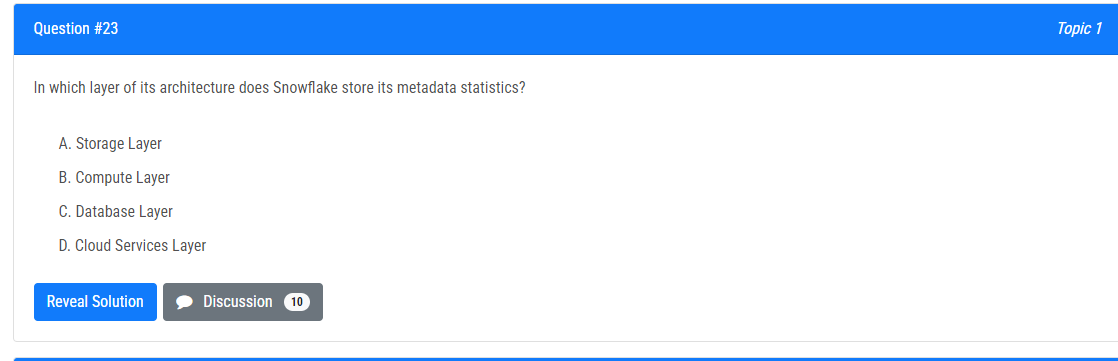 Question #23
Topic 1
In which layer of its architecture does Snowflake store its metadata statistics?
A. Storage Layer
B. Compute Layer
C. Database Layer
D. Cloud Services Layer
Reveal Solution
Discussion 10